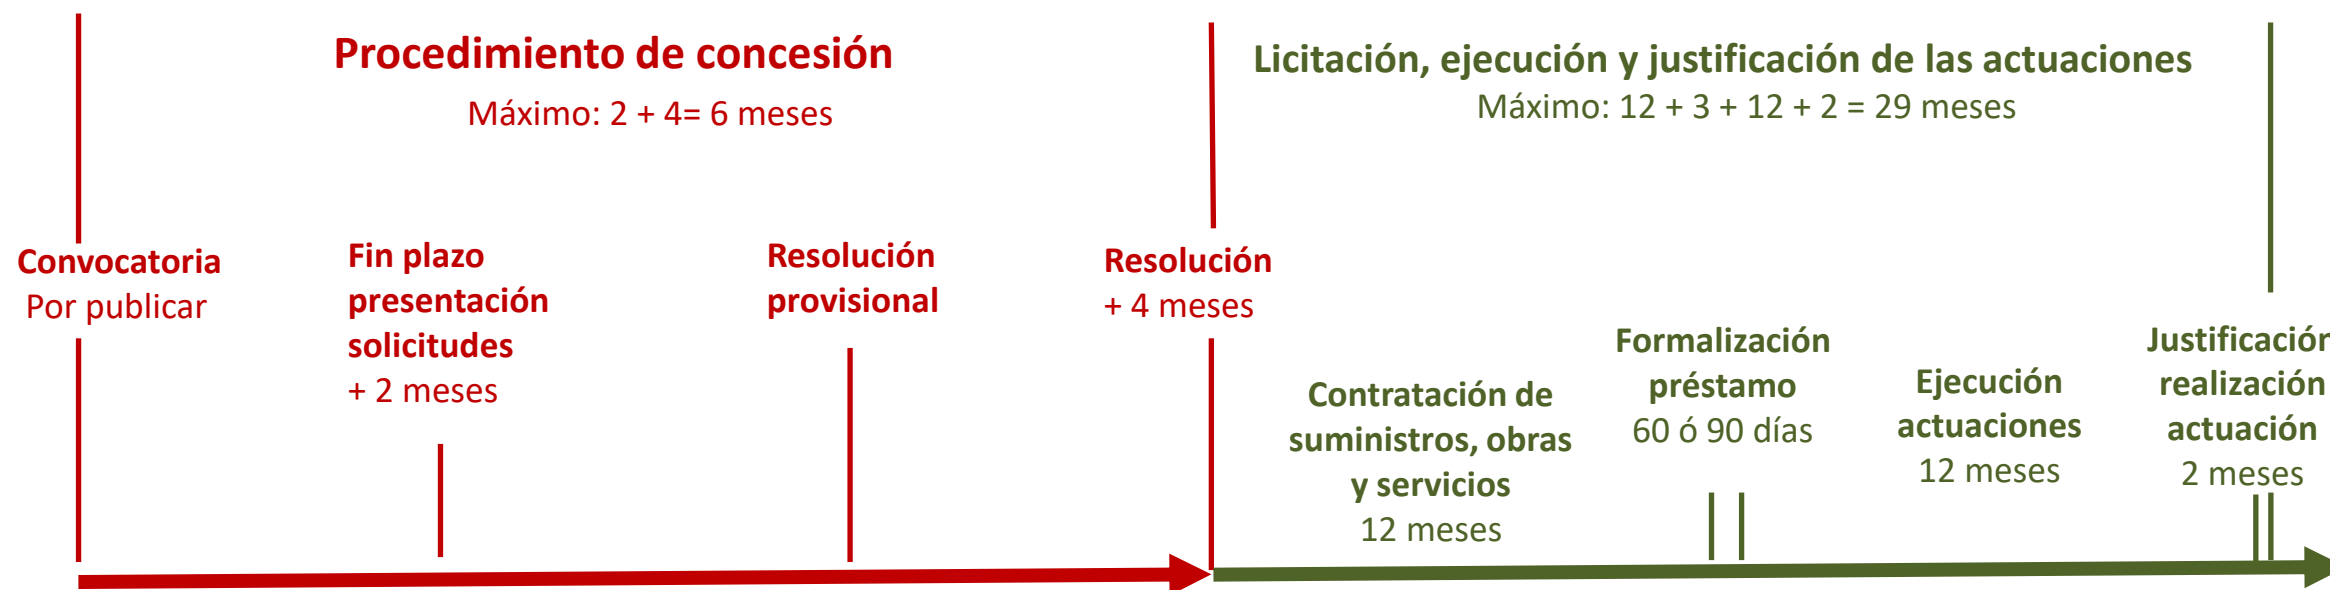 Procedimiento de concesión
Máximo: 2 + 4= 6 meses
Licitación, ejecución y justificación de las actuaciones
Máximo: 12 + 3 + 12 + 2 = 29 meses
Convocatoria
Por publicar
Fin plazo
presentación
solicitudes
+ 2 meses
Resolución
provisional
Resolución
+ 4 meses
Contratación de
suministros, obras
y servicios
12 meses
Formalización
préstamo
60 ó 90 días
Ejecución
actuaciones
12 meses
Justificación
realización
actuación
2 meses